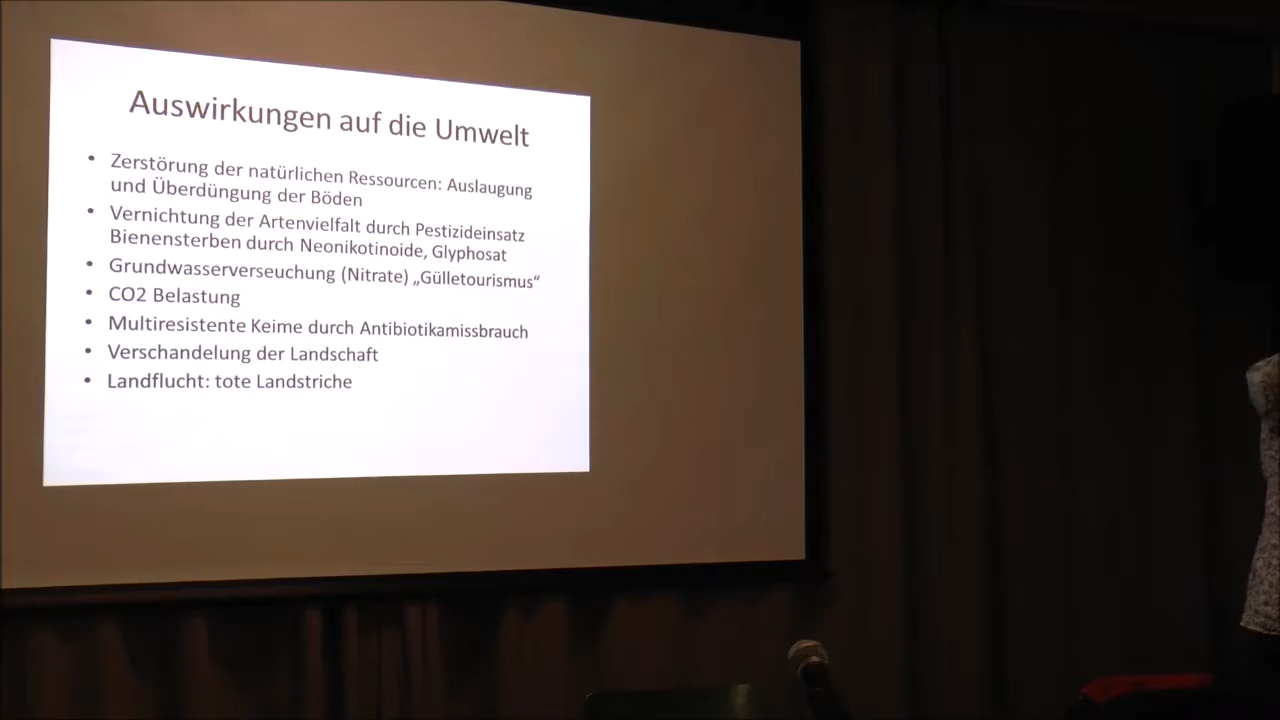 Auswirkungen auf die Umwelt
• Zerstörung der natürlichen Ressourcen: Auslaugung
und Überdüngung der Böden
• Vernichtung der Artenvielfalt durch Pestizideinsatz
Bienensterben durch Neonikotinoide, Glyphosat
• Grundwasserverseuchung (Nitrate) „Gülletourismus“
• CO2 Belastung
• Multiresistente Keime durch Antibiotikamissbrauch
• Verschandelung der Landschaft
• Landflucht: tote Landstriche